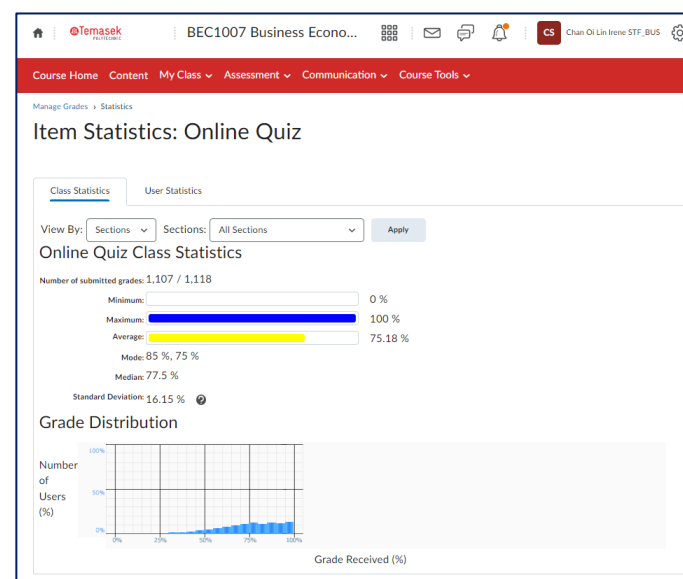 Temasek
POLYTECHNIC
BEC1007 Business Econo...
CS
Chan Oi Lin Irene STF_BUS
Course Home Content My Class Assessment Communication Course Tools
Manage Grades › Statistics
Item Statistics: Online Quiz
Class Statistics User Statistics
View By: Sections Sections: All Sections Apply
Online Quiz Class Statistics
Number of submitted grades: 1,107 / 1,118
Minimum: 0 %
Maximum: 100 %
Average: 75.18 %
Mode: 85 %, 75 %
Median: 77.5 %
Standard Deviation: 16.15 % ?
Grade Distribution
Number
of
Users
(%)
100%
50%
0%
0% 25% 50% 75% 100%
Grade Received (%)